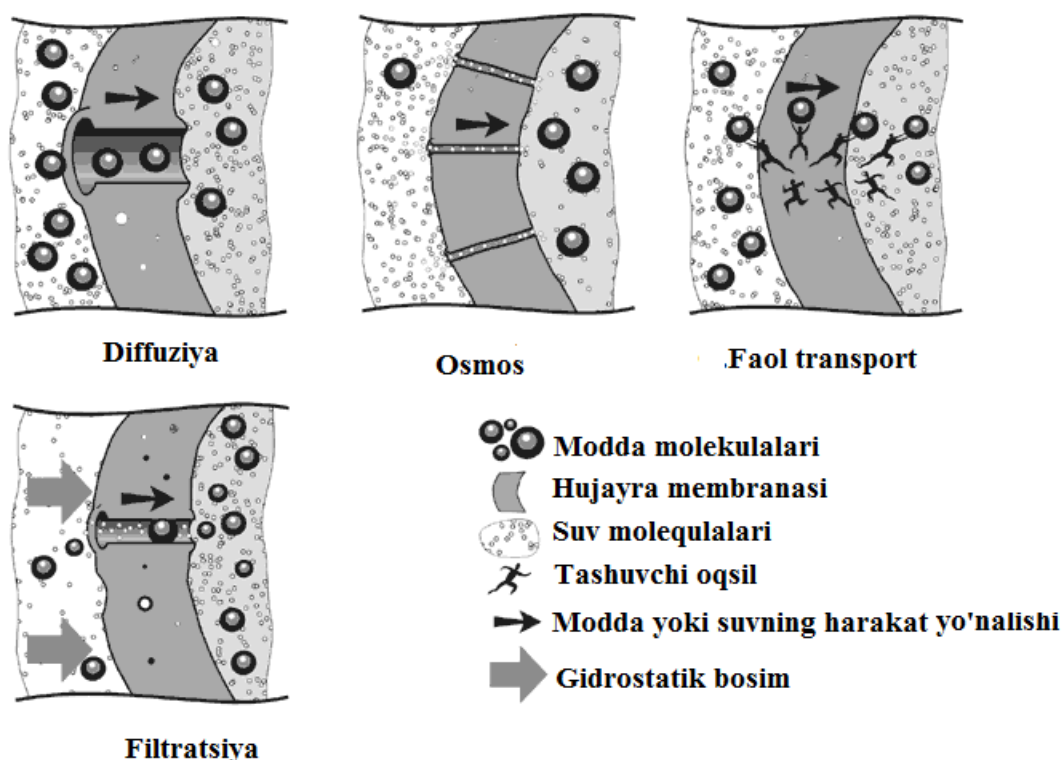 Diffuziya
Osmos
.Faol transport
Modda molekulalari
Hujayra membranasi
Suv molequlalari
Tashuvchi oqsil
Modda yoki suvning harakat yo'nalishi
Gidrostatik bosim
Filtratsiya